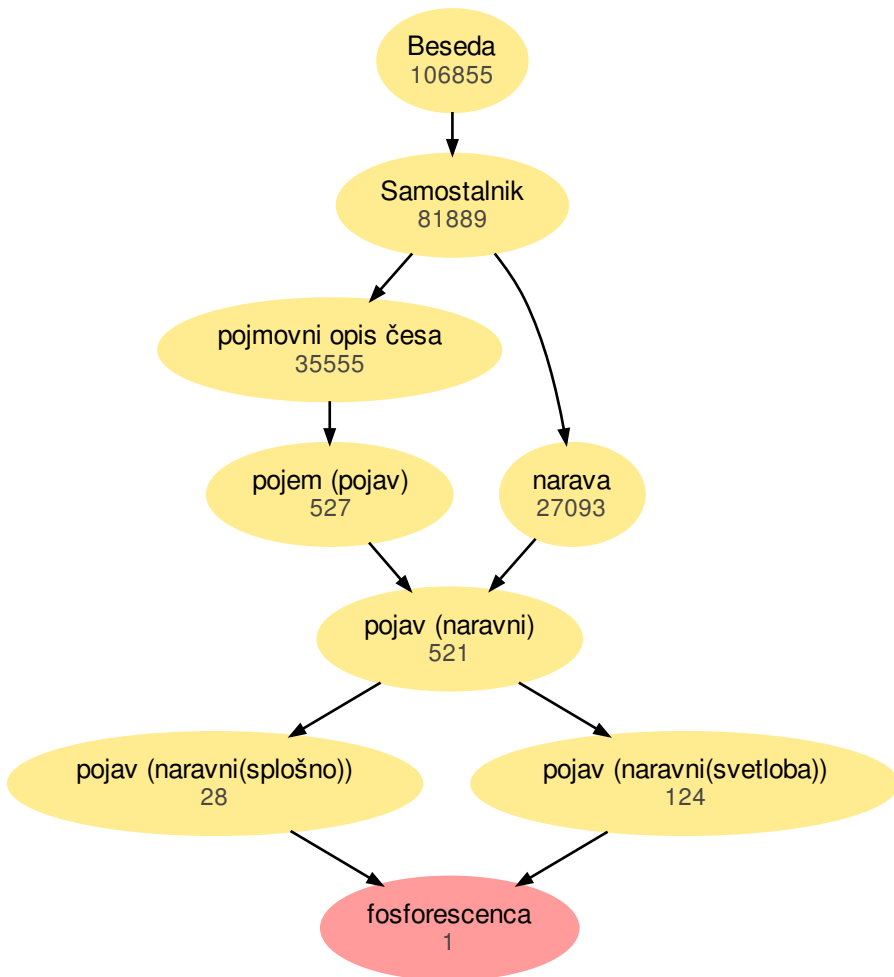 Beseda
106855
Samostalnik
81889
pojmovni opis česa
35555
pojem (pojav)
527
narava
27093
pojav (naravni)
521
pojav (naravni(splošno))
28
pojav (naravni(svetloba))
124
fosforescenca
1